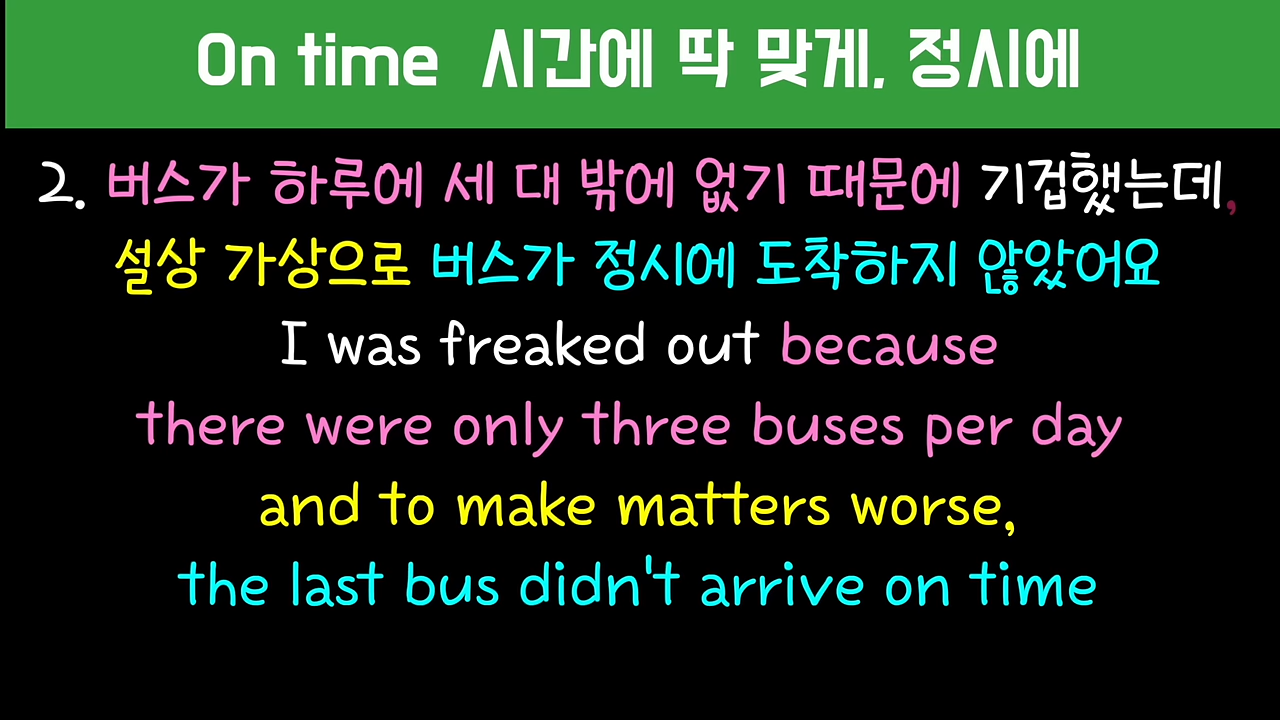 On time 시간에 딱 맞게, 정시에
2. 버스가 하루에 세 대 밖에 없기 때문에 기겁했는데,
설상 가상으로 버스가 정시에 도착하지 않았어요
I was freaked out because
there were only three buses per day
and to make matters worse,
the last bus didn't arrive on time